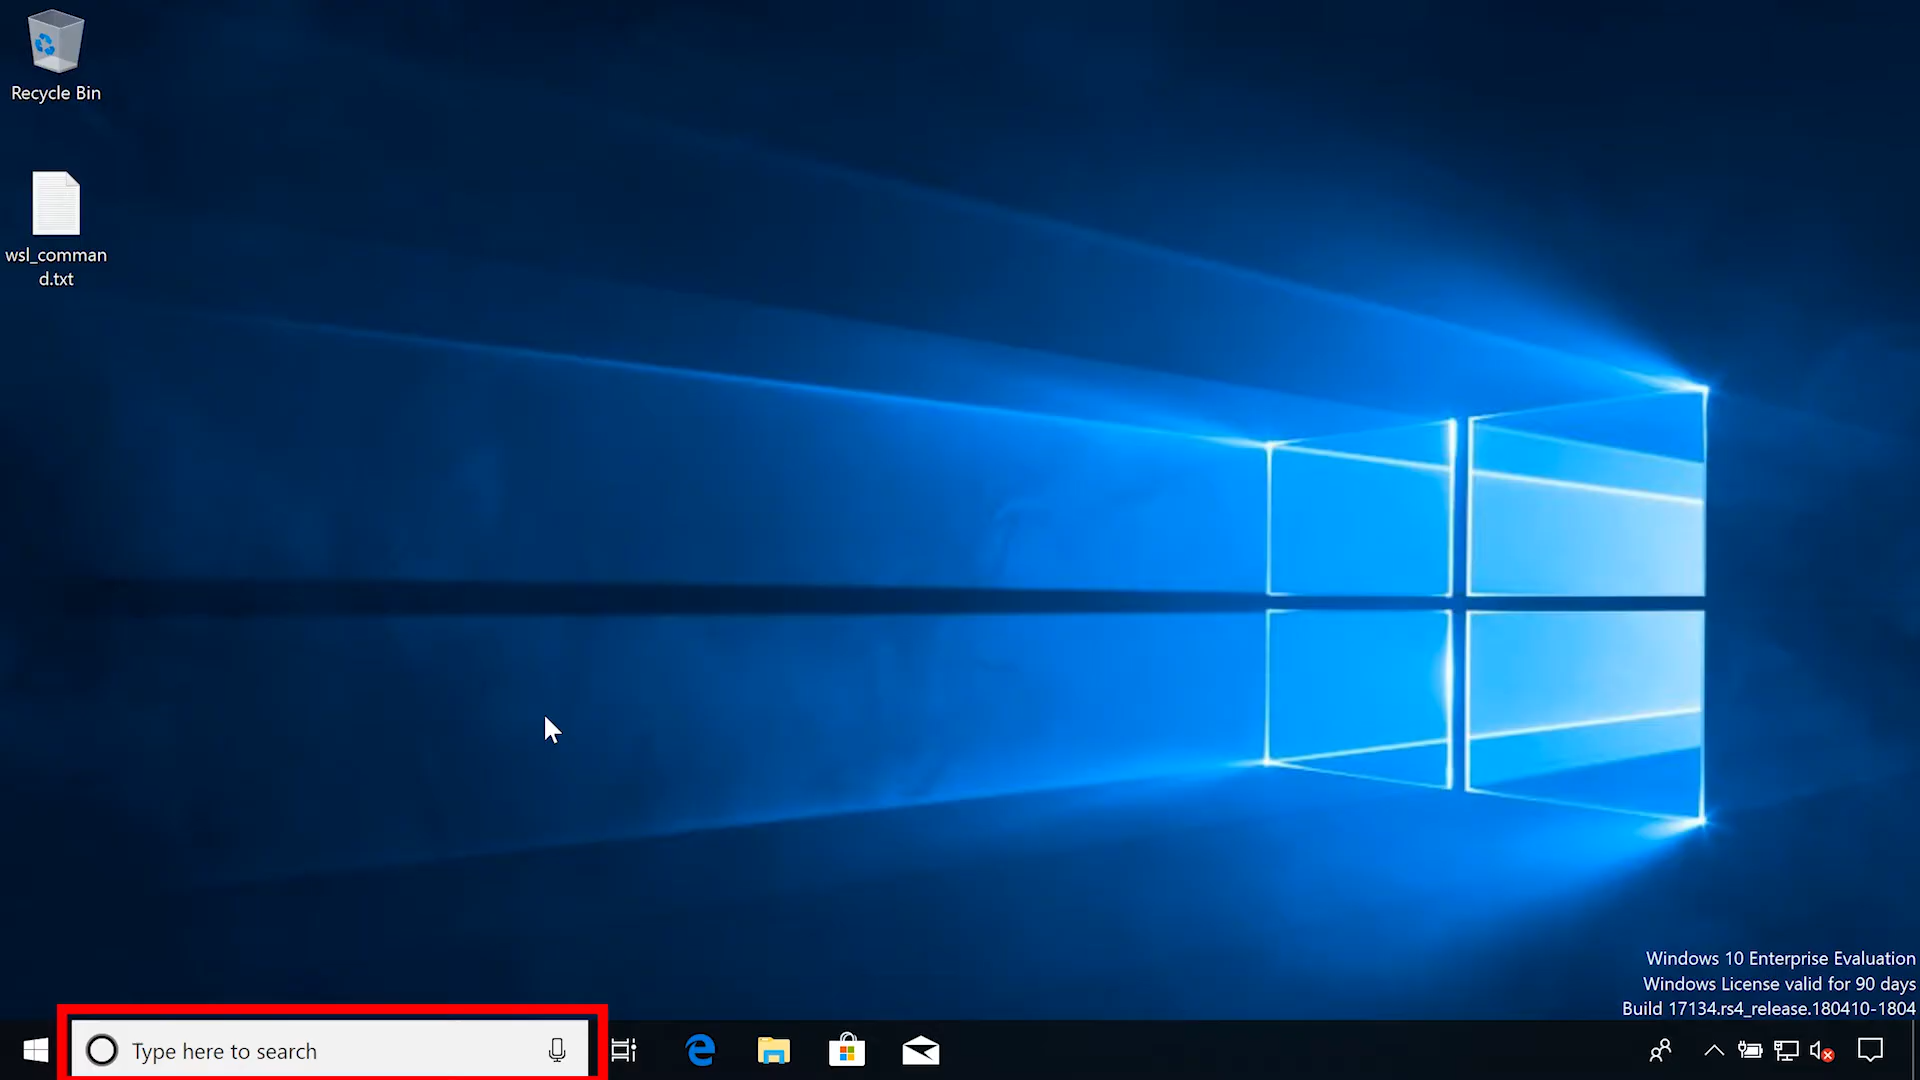 Recycle Bin
wsl_comman
d.txt
Windows 10 Enterprise Evaluation
Windows License valid for 90 days
Build 17134.rs4_release.180410-1804
Type here to search